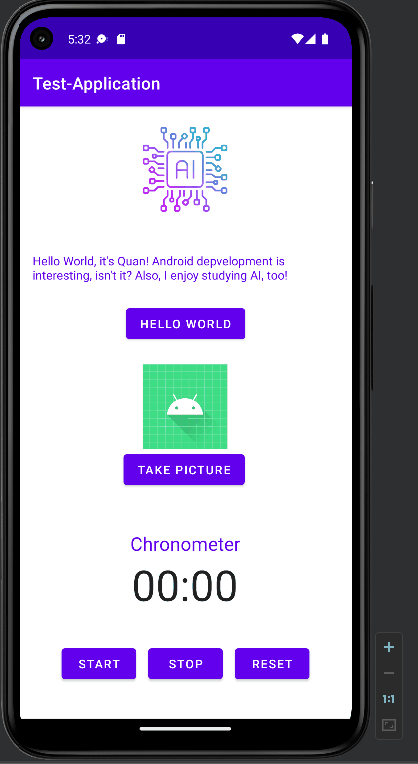 5:32
Test-Application
AI
Hello World, it's Quan! Android depvelopment is
interesting, isn't it? Also, I enjoy studying AI, too!
HELLO WORLD
TAKE PICTURE
Chronometer
00:00
START STOP RESET
+
−
1:1